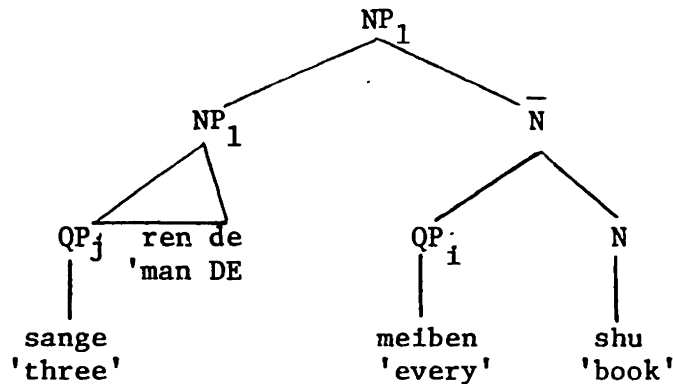 NP1
NP1 N̄
QPj ren de QPi N
'man DE
sange meiben shu
'three' 'every' 'book'